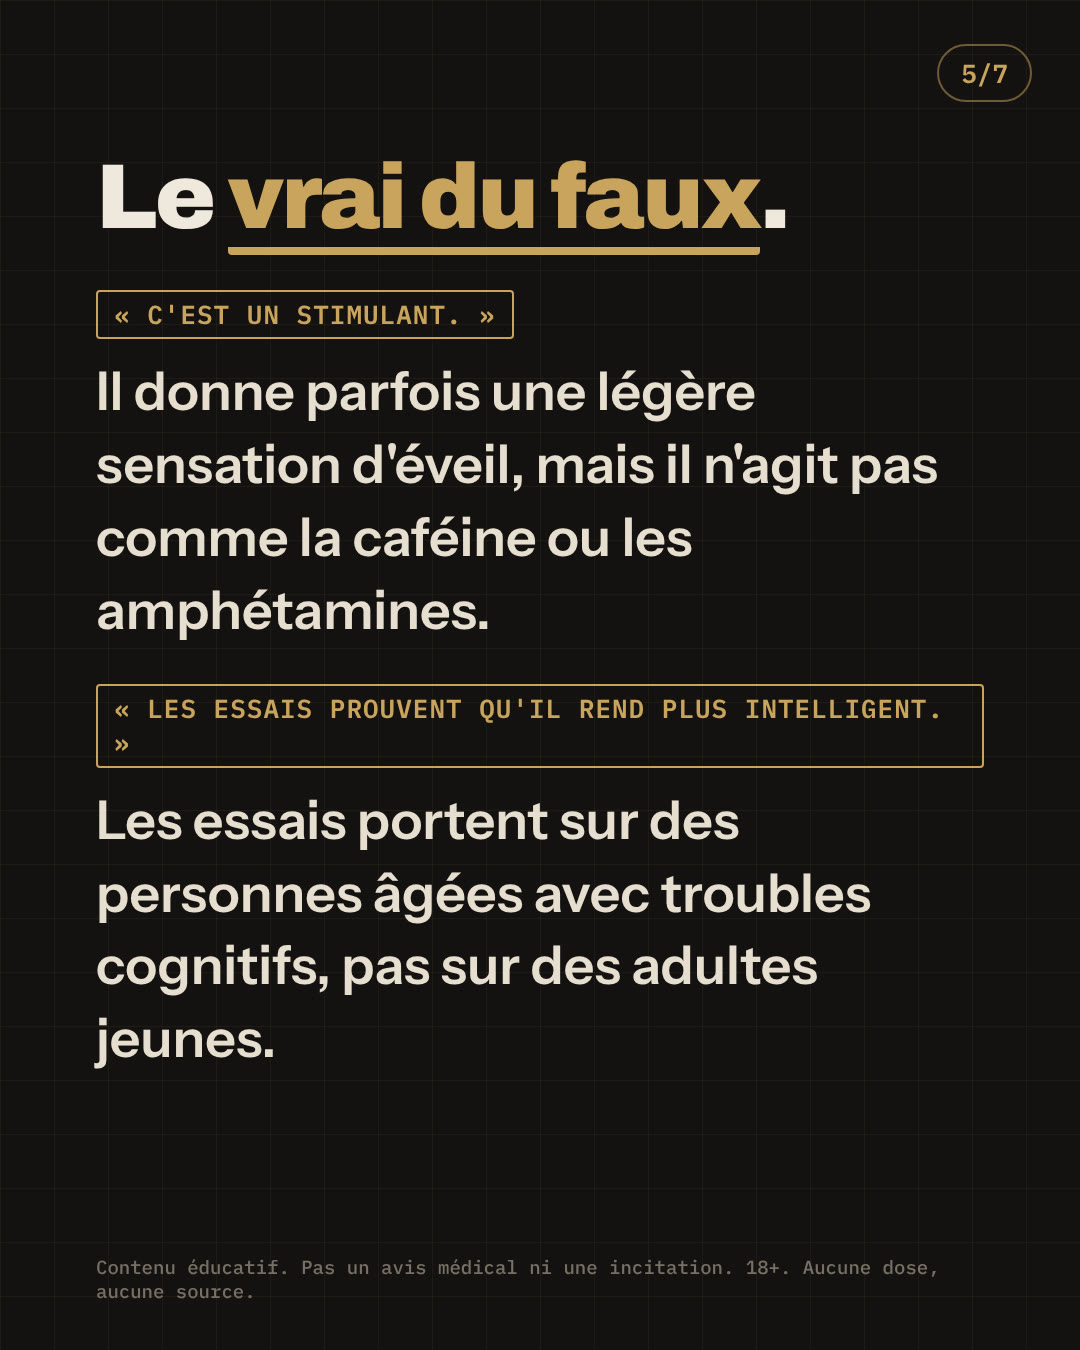 5/7
Le vrai du faux.
« C'EST UN STIMULANT. »
Il donne parfois une légère
sensation d'éveil, mais il n'agit pas
comme la caféine ou les
amphétamines.
« LES ESSAIS PROUVENT QU'IL REND PLUS INTELLIGENT.
»
Les essais portent sur des
personnes âgées avec troubles
cognitifs, pas sur des adultes
jeunes.
Contenu éducatif. Pas un avis médical ni une incitation. 18+. Aucune dose,
aucune source.